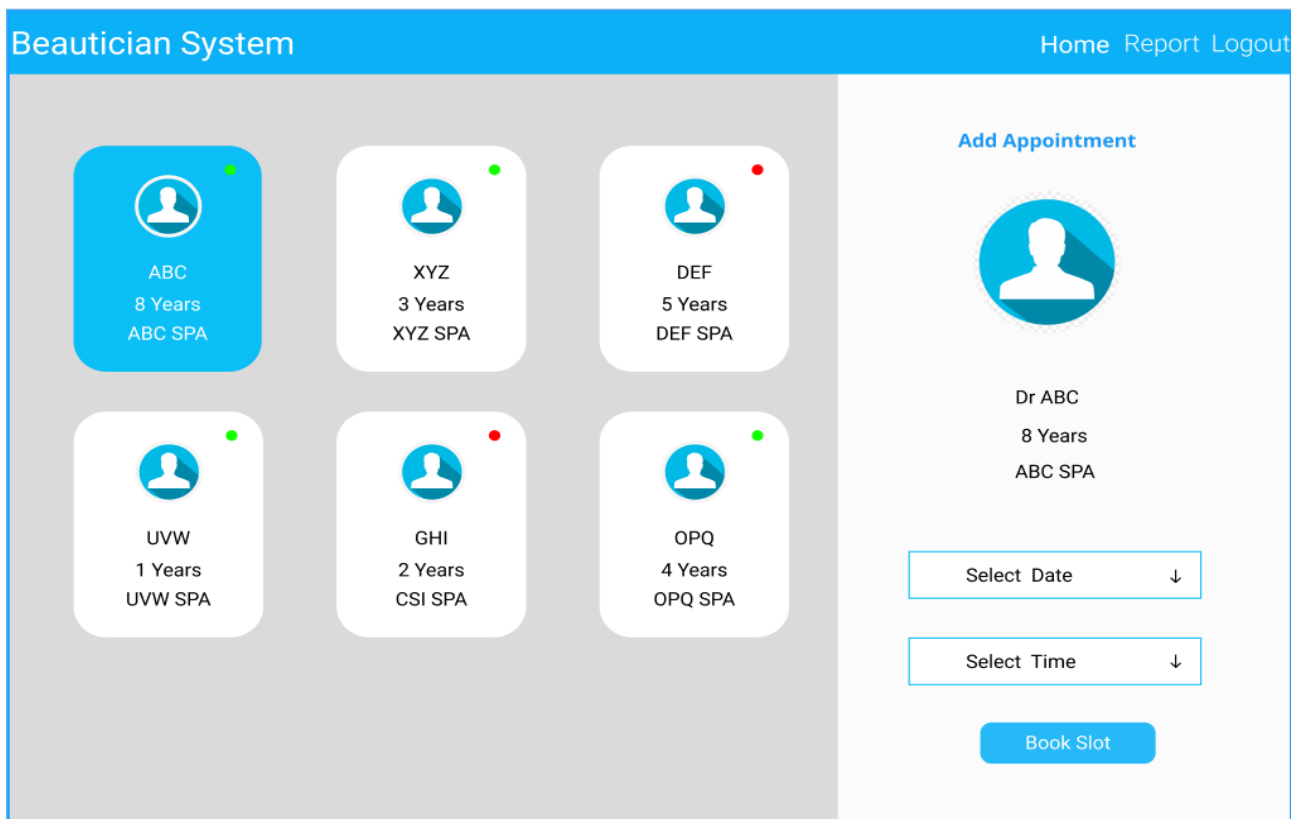 Beautician System
Home Report Logout
ABC
8 Years
ABC SPA
XYZ
3 Years
XYZ SPA
DEF
5 Years
DEF SPA
UVW
1 Years
UVW SPA
GHI
2 Years
CSI SPA
OPQ
4 Years
OPQ SPA
Add Appointment
Dr ABC
8 Years
ABC SPA
Select Date ↓
Select Time ↓
Book Slot